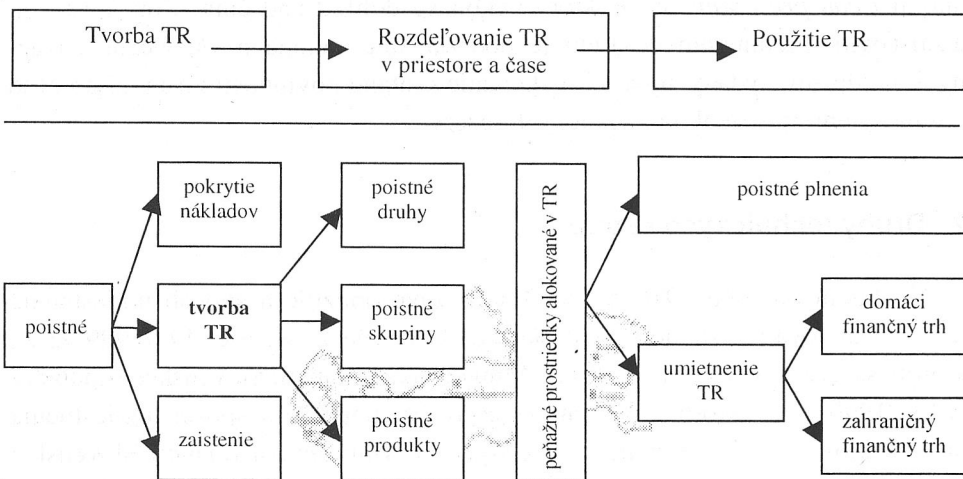 Tvorba TR
Rozdeľovanie TR
v priestore a čase
Použitie TR
poistné
pokrytie
nákladov
tvorba
TR
zaistenie
poistné
druhy
poistné
skupiny
poistné
produkty
peňažné prostriedky alokované v TR
poistné plnenia
umietnenie
TR
domáci
finančný trh
zahraničný
finančný trh